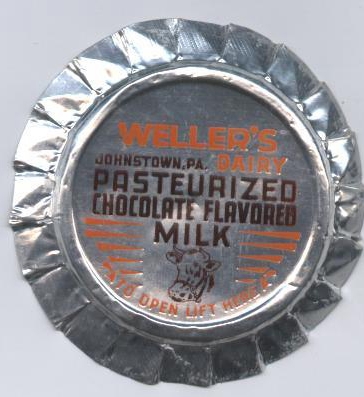 WELLER'S
JOHNSTOWN, PA. DAIRY
PASTEURIZED
CHOCOLATE FLAVORED
MILK
TO OPEN LIFT HERE